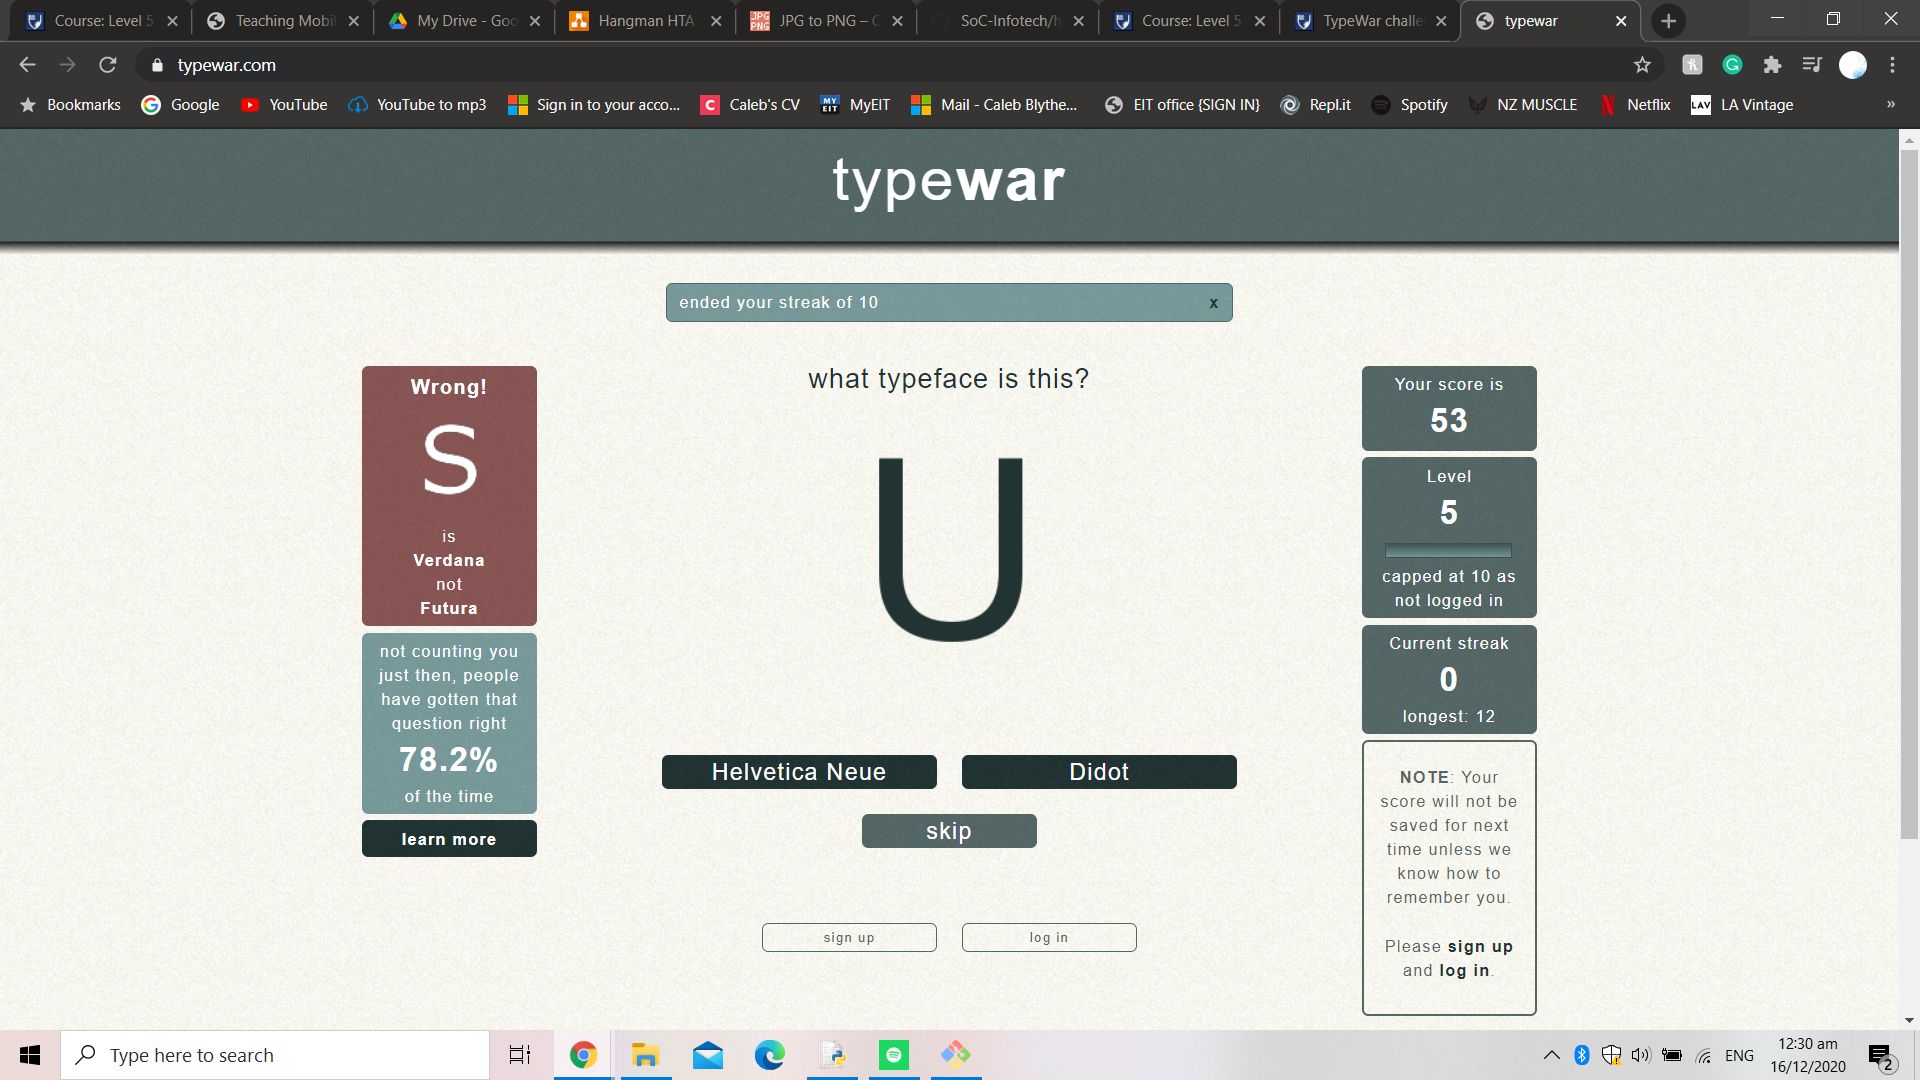 Course: Level 5
Teaching Mobil
My Drive - Goo
Hangman HTA
JPG to PNG – C
SoC-Infotech/h
Course: Level 5
TypeWar challe
typewar
typewar.com
Bookmarks
Google
YouTube
YouTube to mp3
Sign in to your acco...
Caleb's CV
MyEIT
Mail - Caleb Blythe...
EIT office {SIGN IN}
Repl.it
Spotify
NZ MUSCLE
Netflix
LAV
LA Vintage
»
typewar
ended your streak of 10
x
Wrong!
S
is
Verdana
not
Futura
not counting you
just then, people
have gotten that
question right
78.2%
of the time
learn more
what typeface is this?
U
Helvetica Neue
Didot
skip
sign up
log in
Your score is
53
Level
5
capped at 10 as
not logged in
Current streak
0
longest: 12
NOTE: Your
score will not be
saved for next
time unless we
know how to
remember you.
Please sign up
and log in.
Type here to search
ENG
12:30 am
16/12/2020
2